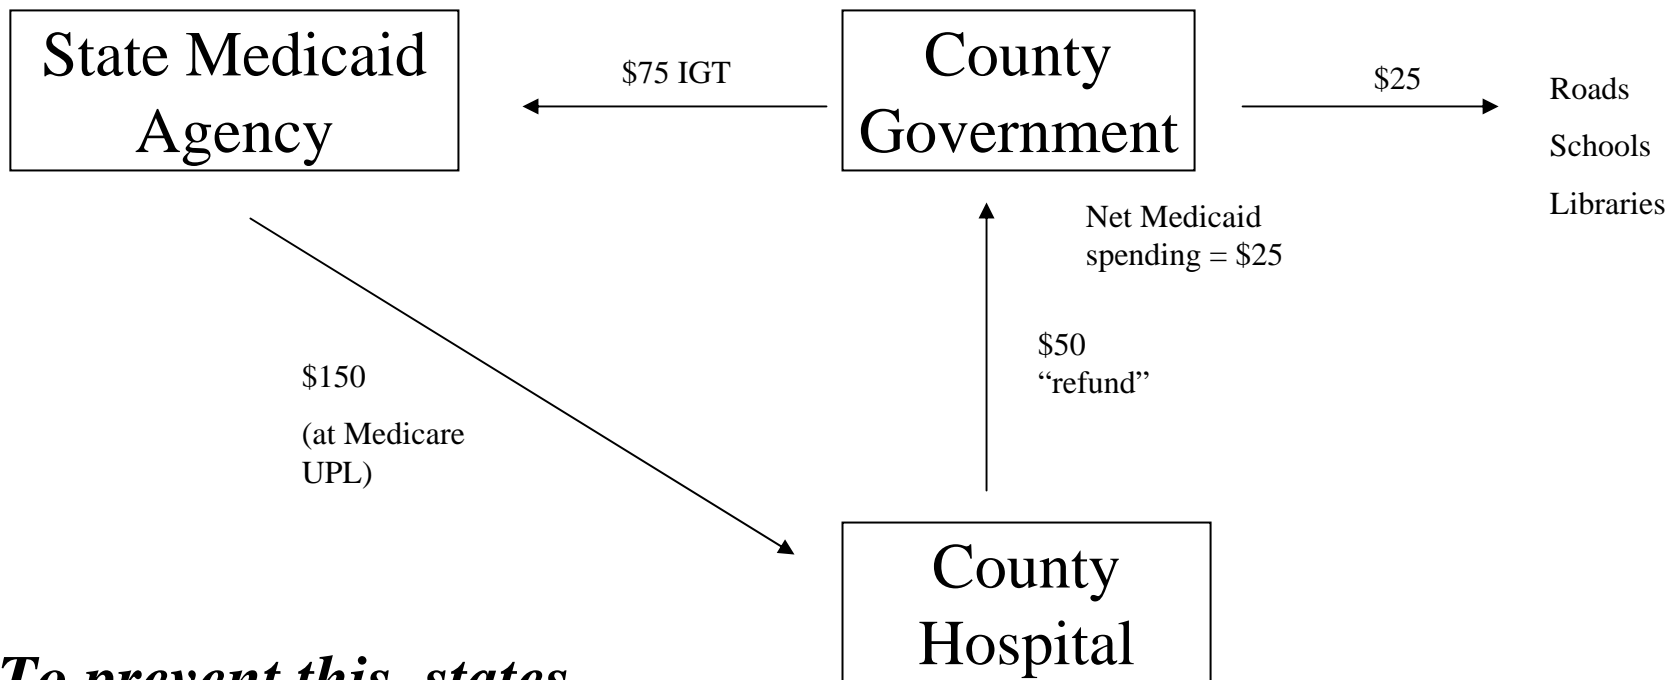 State Medicaid
Agency
$75 IGT
County
Government
$25
Roads
Schools
Libraries
Net Medicaid
spending = $25
$50
“refund”
$150
(at Medicare
UPL)
County
Hospital
To prevent this, states